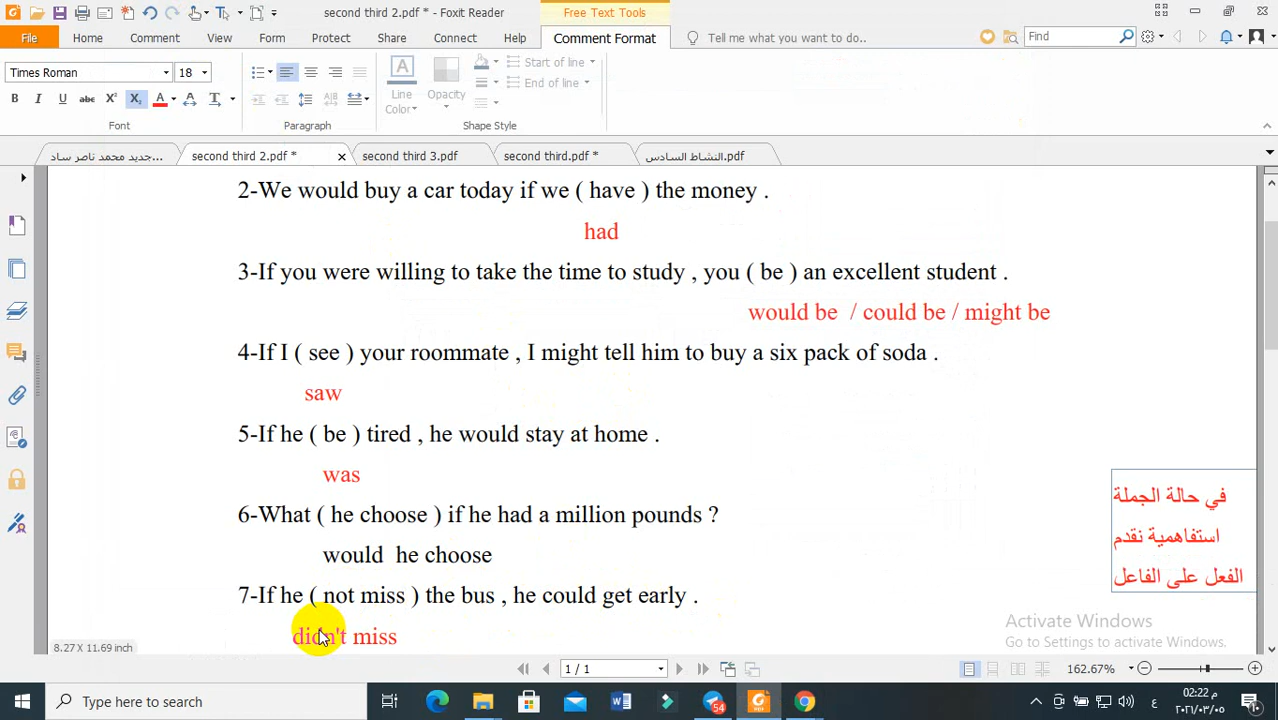 second third 2.pdf * - Foxit Reader
Free Text Tools
File Home Comment View Form Protect Share Connect Help Comment Format Tell me what you want to do.. Find
Times Roman 18
Line Color
Opacity
Start of line
End of line
Font Paragraph Shape Style
جديد محمد ناصر ساد... second third 2.pdf * second third 3.pdf second third.pdf * النشاط السادس.pdf
2-We would buy a car today if we ( have ) the money .
had
3-If you were willing to take the time to study , you ( be ) an excellent student .
would be / could be / might be
4-If I ( see ) your roommate , I might tell him to buy a six pack of soda .
saw
5-If he ( be ) tired , he would stay at home .
was
في حالة الجملة
6-What ( he choose ) if he had a million pounds ?
استفاهمية نقدم
would he choose
الفعل على الفاعل
7-If he ( not miss ) the bus , he could get early .
didn't miss
Activate Windows
Go to Settings to activate Windows.
8.27 x 11.69 inch
1 / 1
162.67%
Type here to search
54
ع
02:22 م
٢٠٢١/٠٣/٠٥